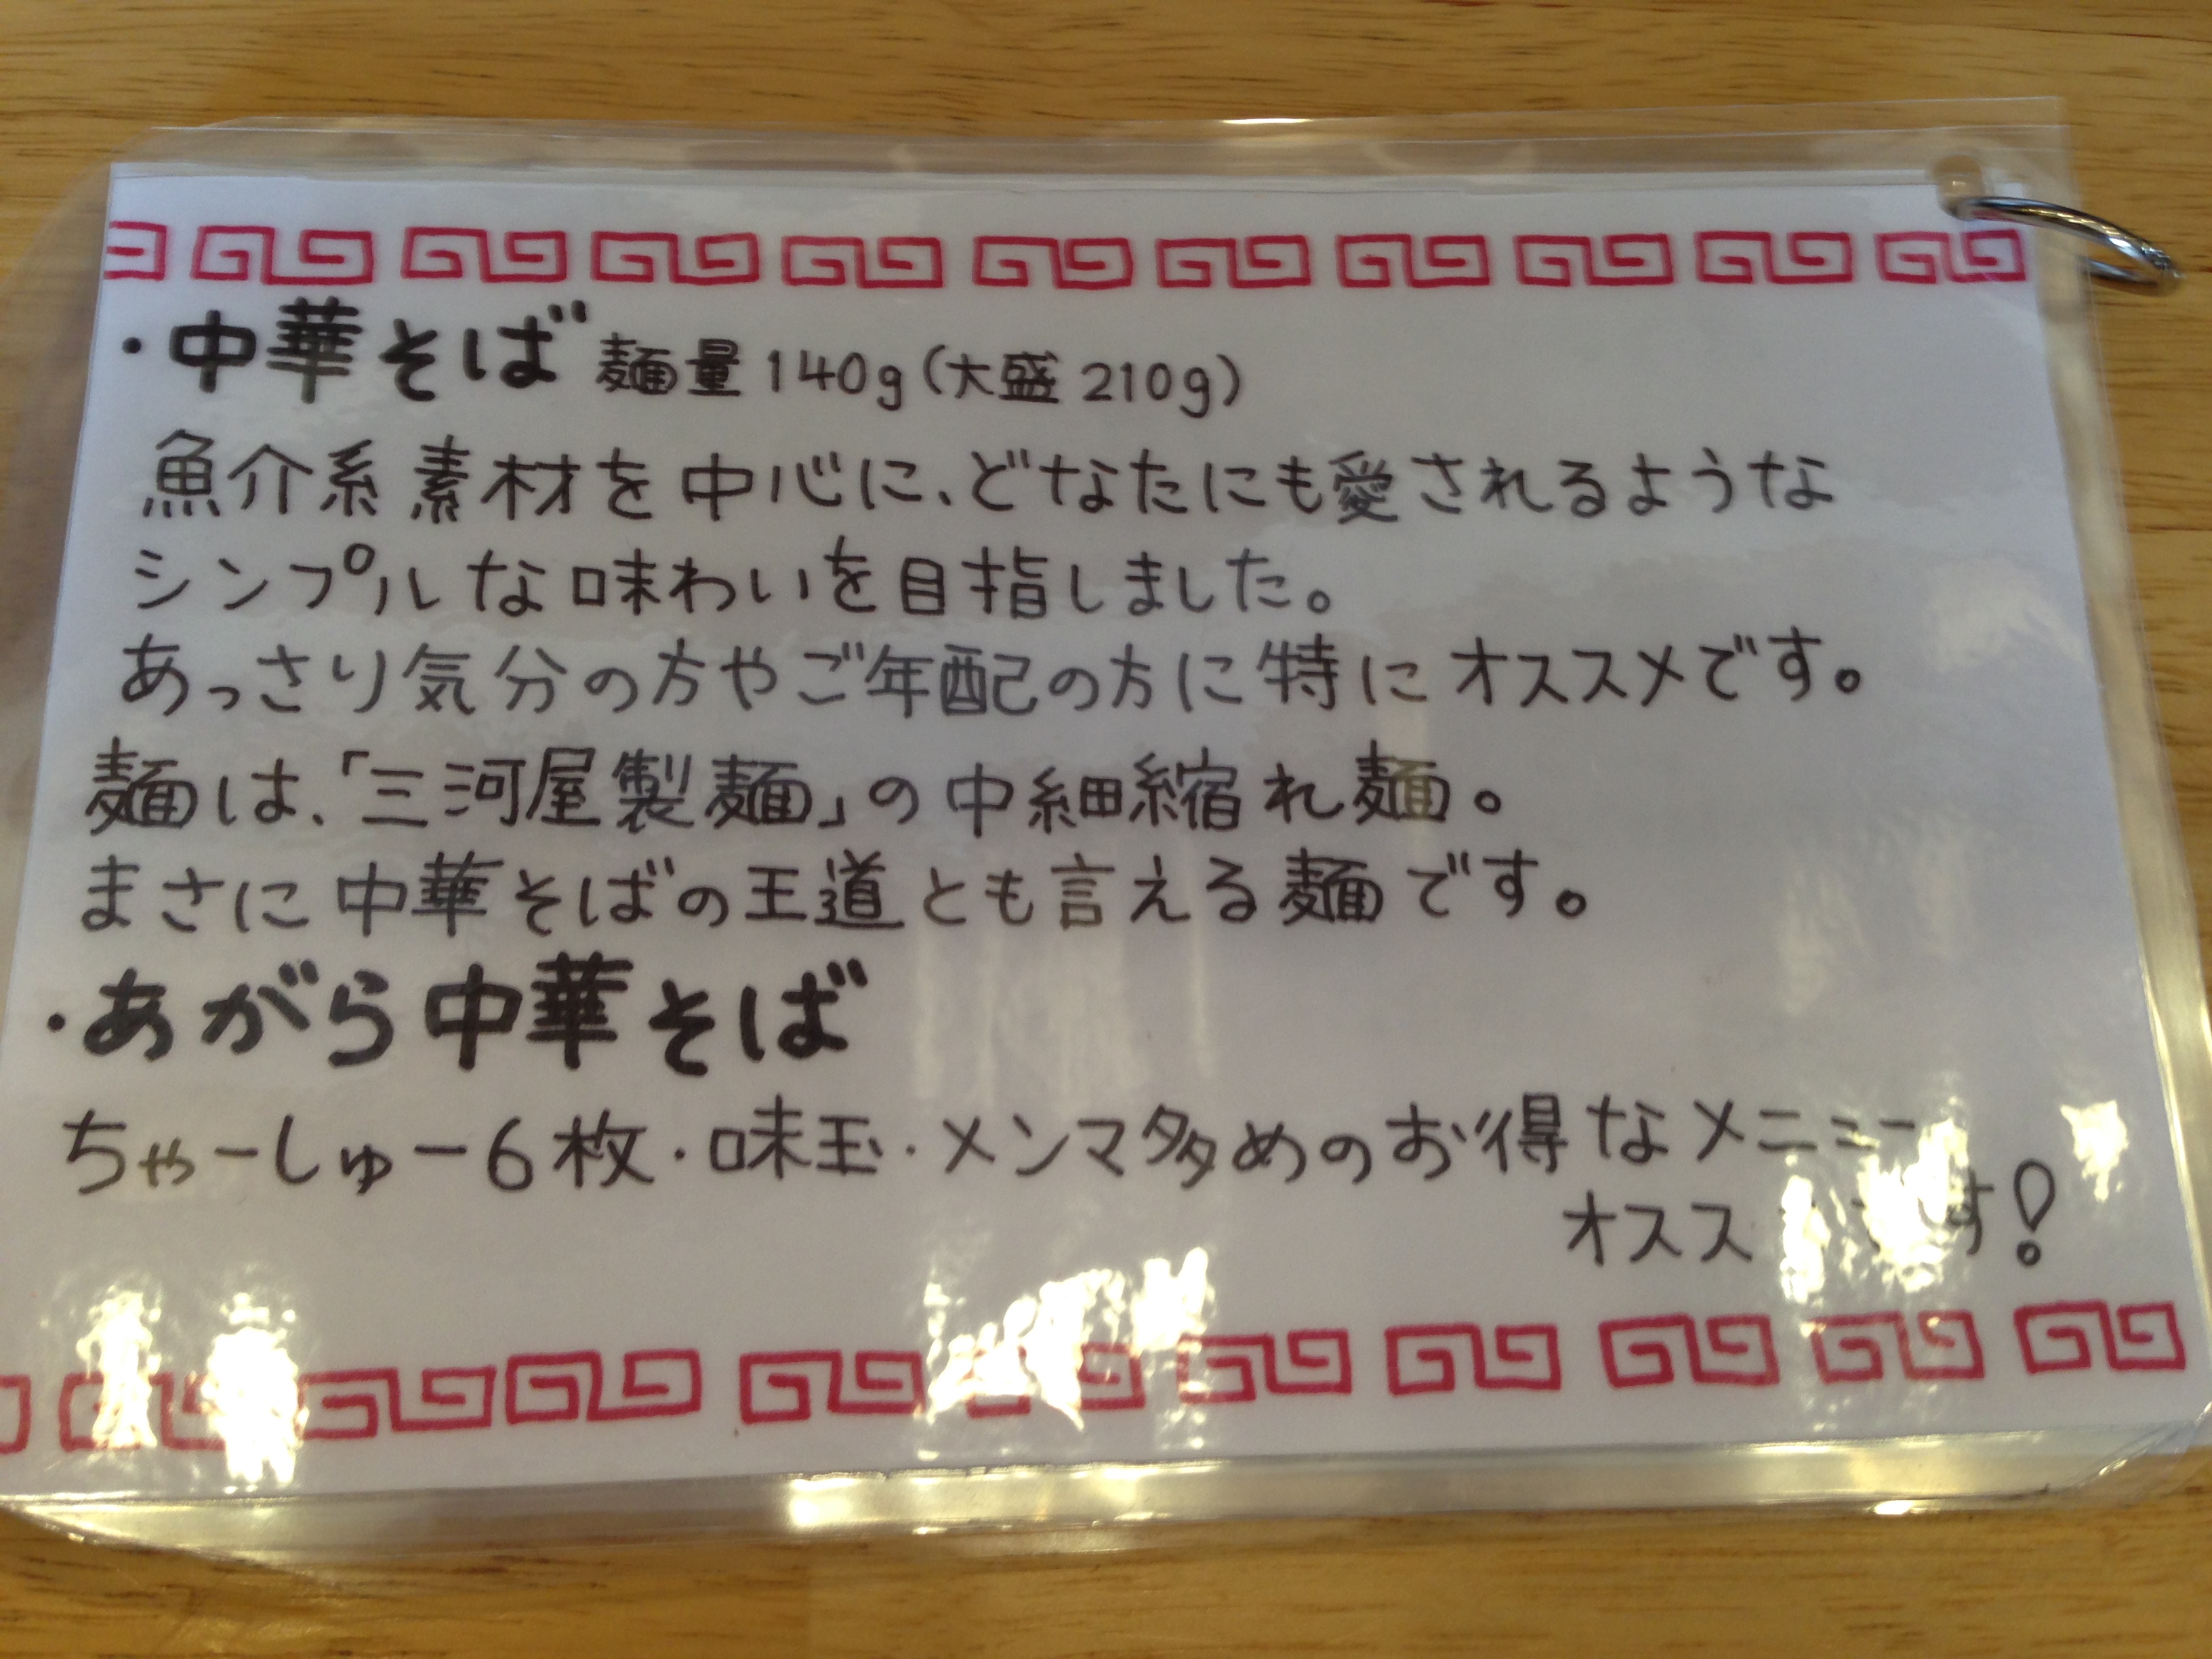 ・中華そば 麺量140g(大盛210g)
魚介系素材を中心に、どなたにも愛されるような
シンプルな味わいを目指しました。
あっさり気分の方やご年配の方に特にオススメです。
麺は、「三河屋製麺」の中細縮れ麺。
まさに中華そばの王道とも言える麺です。
・あがら中華そば
ちゃーしゅー6枚・味玉・メンマ多めのお得なメニュー
オスス